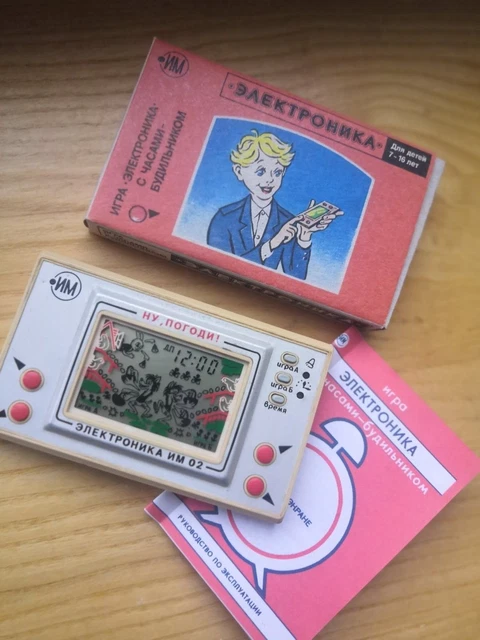 ИМ
«ЭЛЕКТРОНИКА»
Для детей
7-16 лет
ИГРА «ЭЛЕКТРОНИКА»
С ЧАСАМИ-
БУДИЛЬНИКОМ
ИМ
НУ, ПОГОДИ!
ДП 12:00
игра А
игра Б
время
ЭЛЕКТРОНИКА ИМ 02
игра
ЭЛЕКТРОНИКА
часами-будильником
РУКОВОДСТВО ПО ЭКСПЛУАТАЦИИ